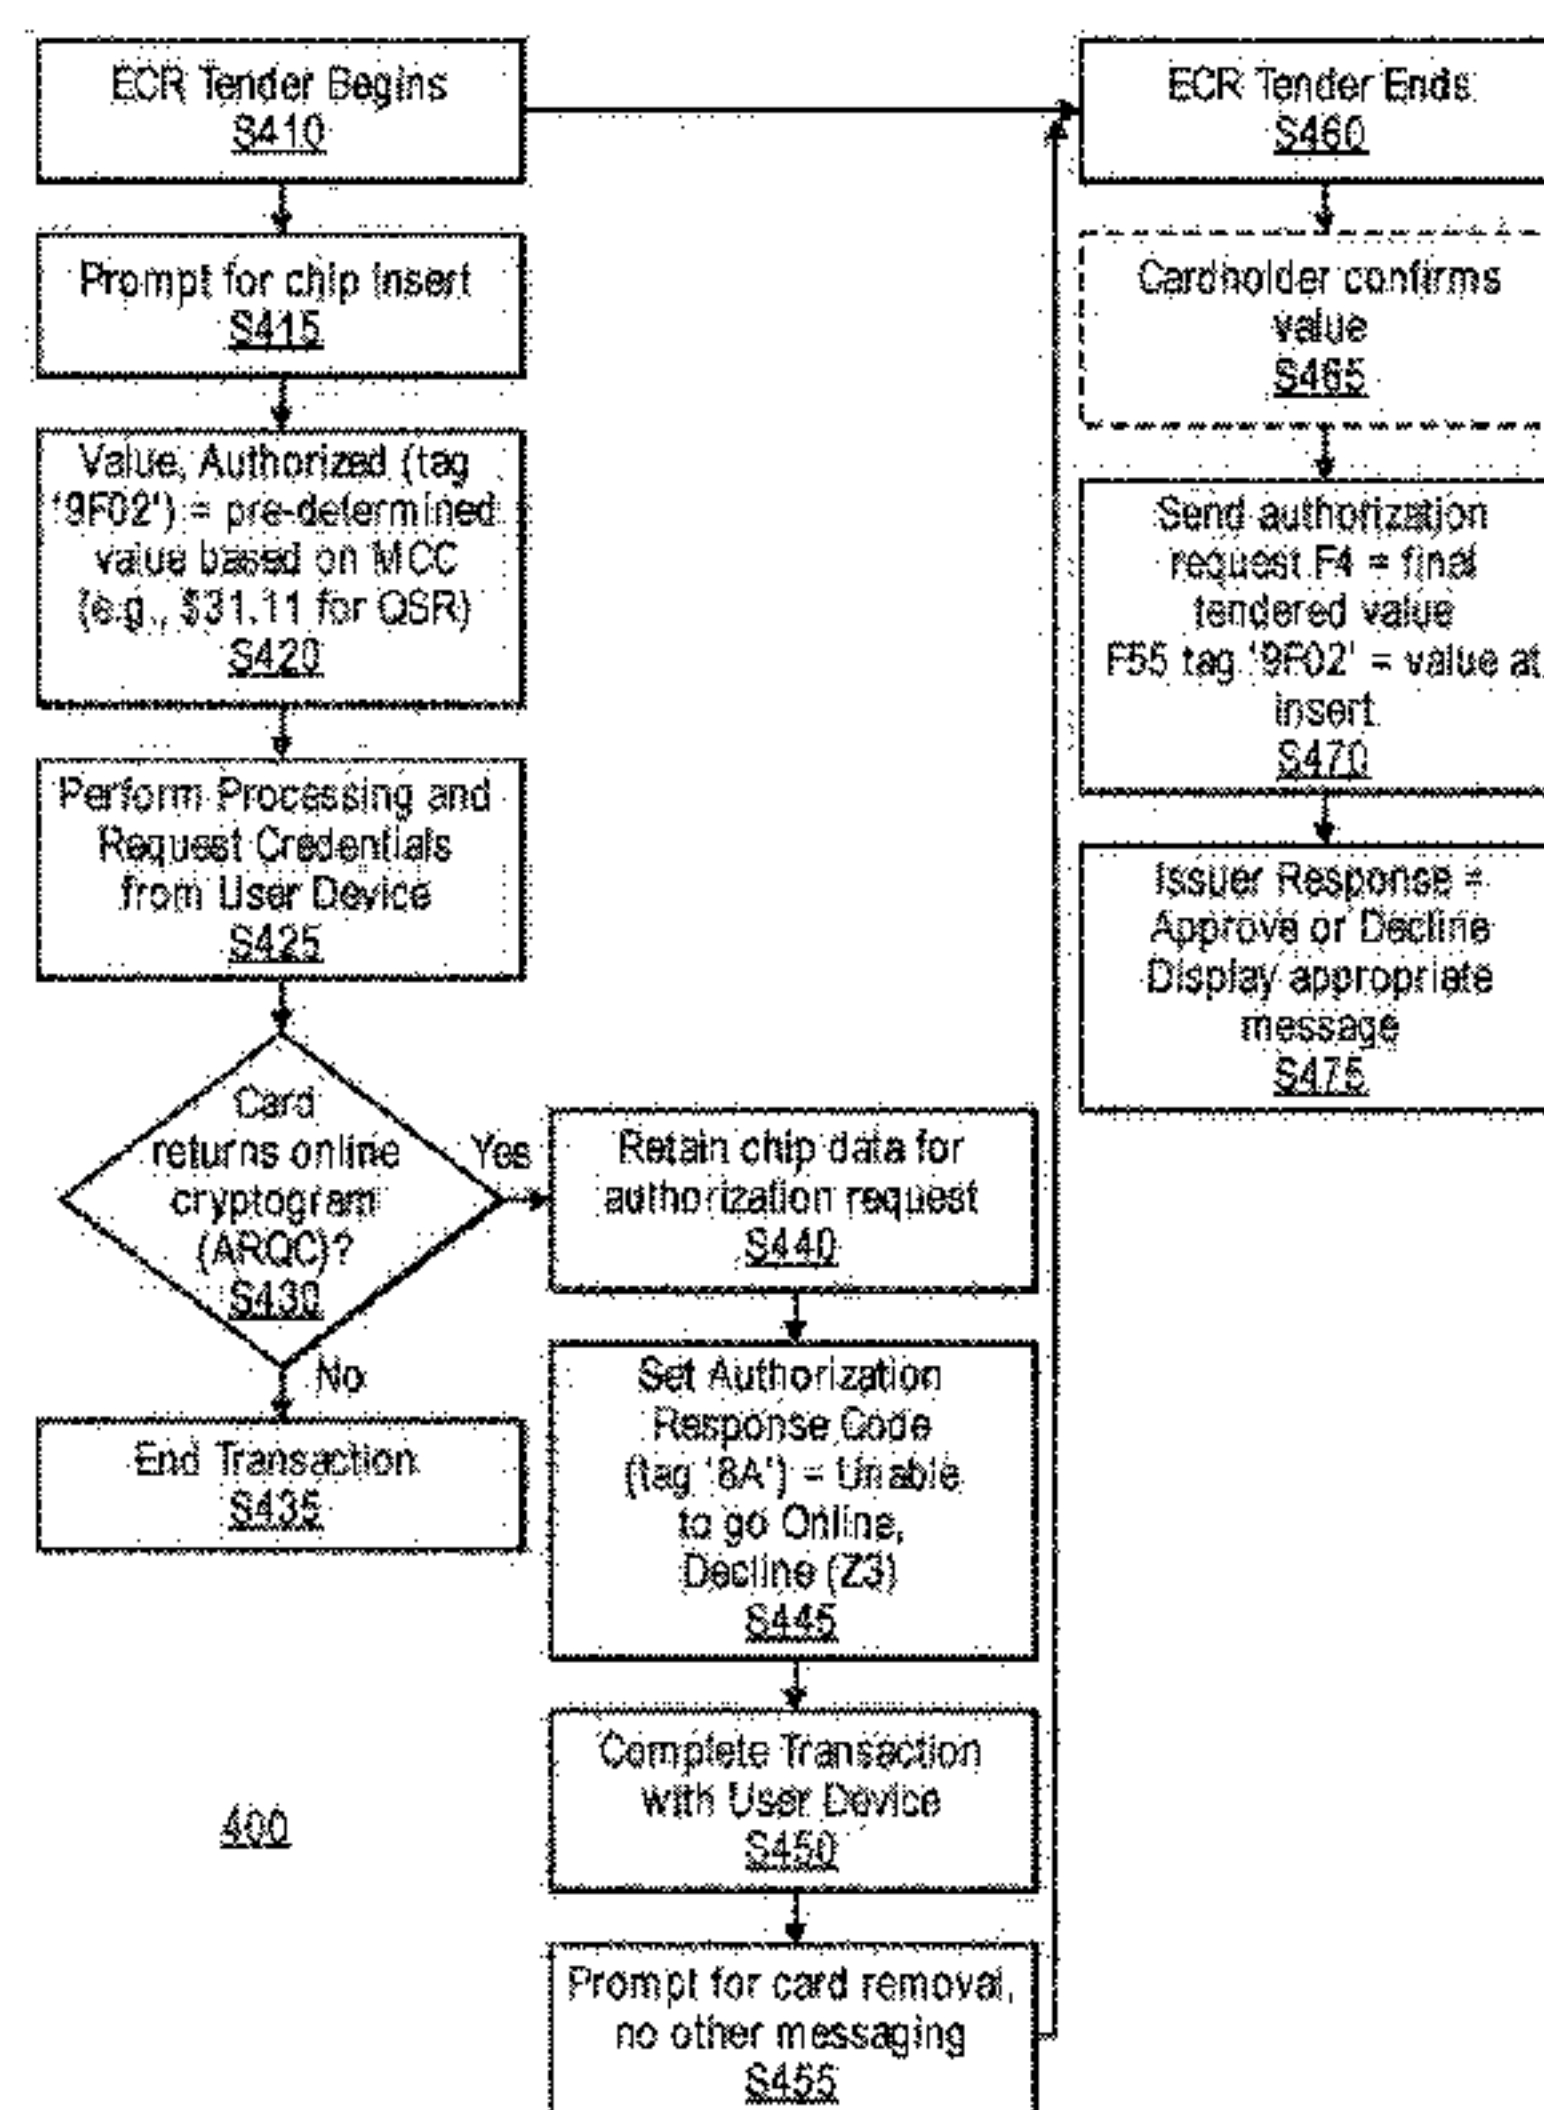 ECR Tender Begins
S410
Prompt for chip insert
S415
Value, Authorized (tag
'9F02') = pre-determined
value based on MCC
(e.g., $31.11 for QSR)
S420
Perform Processing and
Request Credentials
from User Device
S425
Card
returns online
cryptogram
(ARQC)?
S430
Yes
No
End Transaction
S435
400
Retain chip data for
authorization request
S440
Set Authorization
Response Code
(tag '8A') = Unable
to go Online,
Decline (Z3)
S445
Complete Transaction
with User Device
S450
Prompt for card removal,
no other messaging
S455
ECR Tender Ends
S460
Cardholder confirms
value
S465
Send authorization
request F4 = final
tendered value
F55 tag '9F02' = value at
insert
S470
Issuer Response =
Approve or Decline
Display appropriate
message
S475